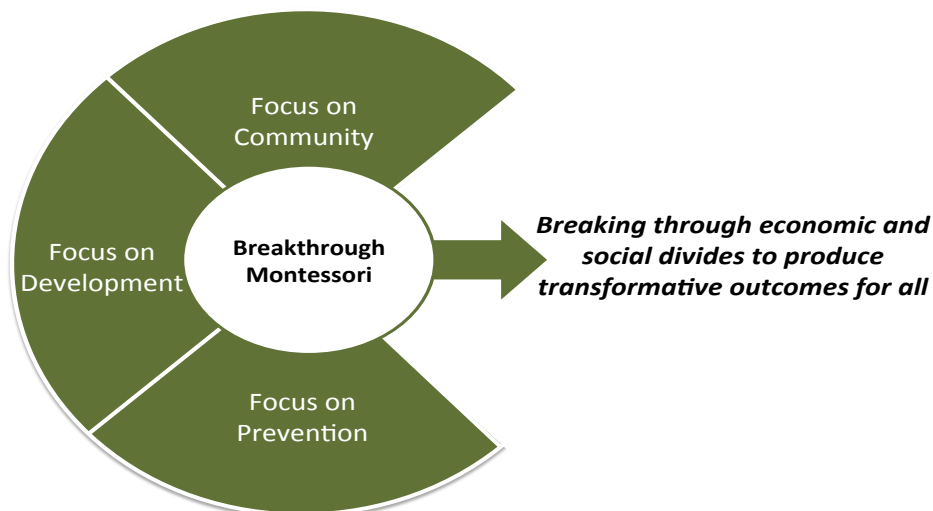 Focus on
Community
Focus on
Development
Breakthrough
Montessori
Breaking through economic and
social divides to produce
transformative outcomes for all
Focus on
Prevention